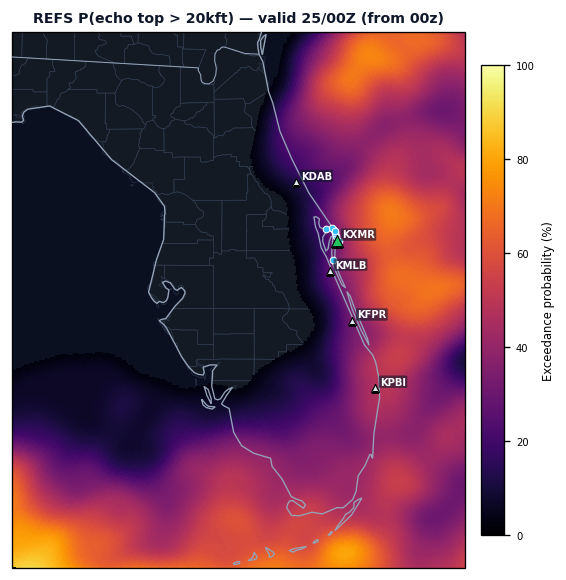 REFS P(echo top > 20kft) — valid 25/00Z (from 00z)
KDAB
KXMR
KMLB
KFPR
KPBI
100
80
60
40
20
0
Exceedance probability (%)